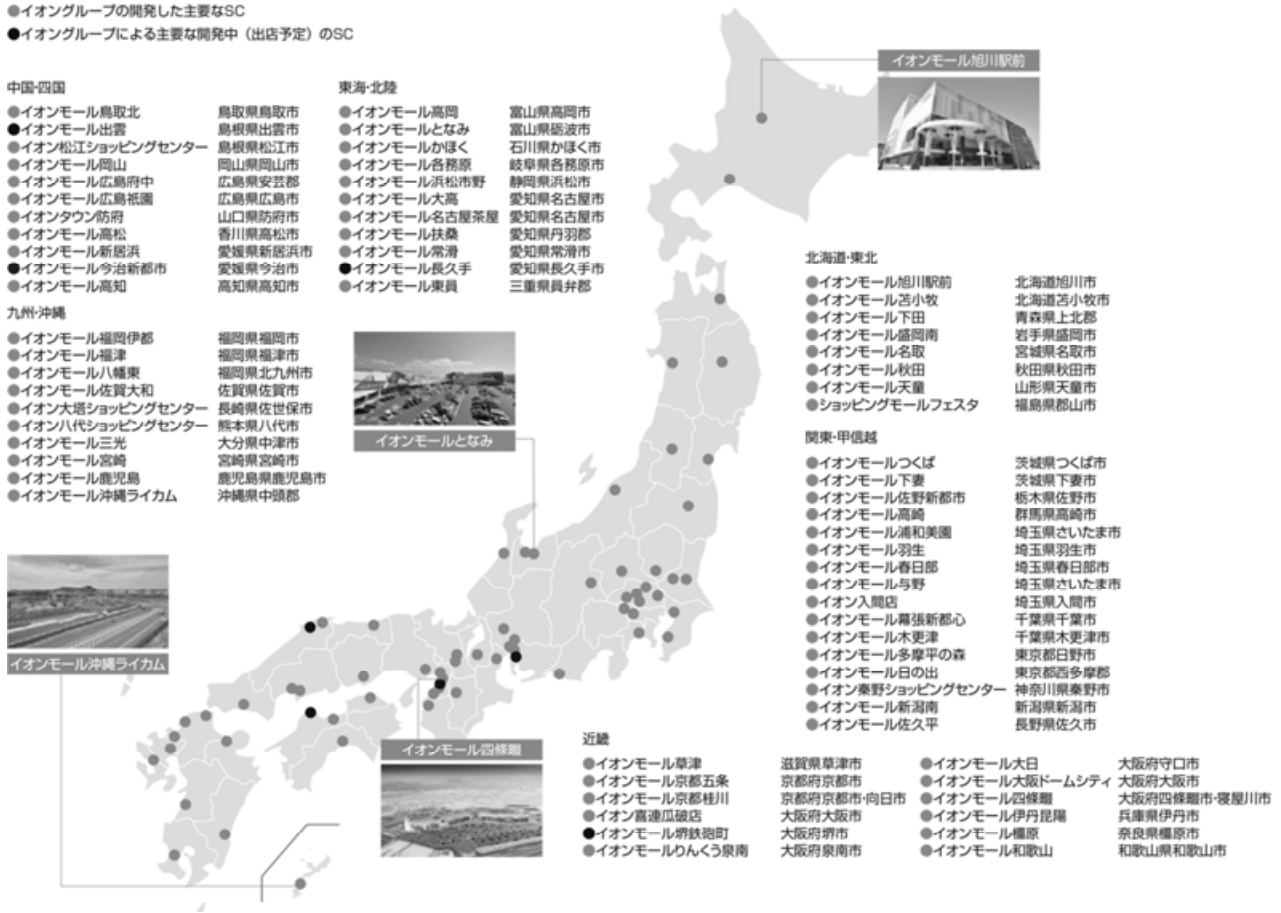 ●イオングループの開発した主要なSC
●イオングループによる主要な開発中（出店予定）のSC
中国・四国
●イオンモール鳥取北 鳥取県鳥取市
●イオンモール出雲 島根県出雲市
●イオン松江ショッピングセンター 島根県松江市
●イオンモール岡山 岡山県岡山市
●イオンモール広島府中 広島県安芸郡
●イオンモール広島祇園 広島県広島市
●イオンタウン防府 山口県防府市
●イオンモール高松 香川県高松市
●イオンモール新居浜 愛媛県新居浜市
●イオンモール今治新都市 愛媛県今治市
●イオンモール高知 高知県高知市
九州・沖縄
●イオンモール福岡伊都 福岡県福岡市
●イオンモール福津 福岡県福津市
●イオンモール八幡東 福岡県北九州市
●イオンモール佐賀大和 佐賀県佐賀市
●イオン大塔ショッピングセンター 長崎県佐世保市
●イオン八代ショッピングセンター 熊本県八代市
●イオンモール三光 大分県中津市
●イオンモール宮崎 宮崎県宮崎市
●イオンモール鹿児島 鹿児島県鹿児島市
●イオンモール沖縄ライカム 沖縄県中頭郡
イオンモール沖縄ライカム
東海・北陸
●イオンモール高岡 富山県高岡市
●イオンモールとなみ 富山県砺波市
●イオンモールかほく 石川県かほく市
●イオンモール各務原 岐阜県各務原市
●イオンモール浜松市野 静岡県浜松市
●イオンモール大高 愛知県名古屋市
●イオンモール名古屋茶屋 愛知県名古屋市
●イオンモール扶桑 愛知県丹羽郡
●イオンモール常滑 愛知県常滑市
●イオンモール長久手 愛知県長久手市
●イオンモール東員 三重県員弁郡
イオンモールとなみ
イオンモール四條畷
イオンモール旭川駅前
北海道・東北
●イオンモール旭川駅前 北海道旭川市
●イオンモール苫小牧 北海道苫小牧市
●イオンモール下田 青森県上北郡
●イオンモール盛岡南 岩手県盛岡市
●イオンモール名取 宮城県名取市
●イオンモール秋田 秋田県秋田市
●イオンモール天童 山形県天童市
●ショッピングモールフェスタ 福島県郡山市
関東・甲信越
●イオンモールつくば 茨城県つくば市
●イオンモール下妻 茨城県下妻市
●イオンモール佐野新都市 栃木県佐野市
●イオンモール高崎 群馬県高崎市
●イオンモール浦和美園 埼玉県さいたま市
●イオンモール羽生 埼玉県羽生市
●イオンモール春日部 埼玉県春日部市
●イオンモール与野 埼玉県さいたま市
●イオン入間店 埼玉県入間市
●イオンモール幕張新都心 千葉県千葉市
●イオンモール木更津 千葉県木更津市
●イオンモール多摩平の森 東京都日野市
●イオンモール日の出 東京都西多摩郡
●イオン秦野ショッピングセンター 神奈川県秦野市
●イオンモール新潟南 新潟県新潟市
●イオンモール佐久平 長野県佐久市
近畿
●イオンモール草津 滋賀県草津市
●イオンモール京都五条 京都府京都市
●イオンモール京都桂川 京都府京都市・向日市
●イオン喜連瓜破店 大阪府大阪市
●イオンモール堺鉄砲町 大阪府堺市
●イオンモールりんくう泉南 大阪府泉南市
●イオンモール大日 大阪府守口市
●イオンモール大阪ドームシティ 大阪府大阪市
●イオンモール四條畷 大阪府四條畷市・寝屋川市
●イオンモール伊丹昆陽 兵庫県伊丹市
●イオンモール橿原 奈良県橿原市
●イオンモール和歌山 和歌山県和歌山市